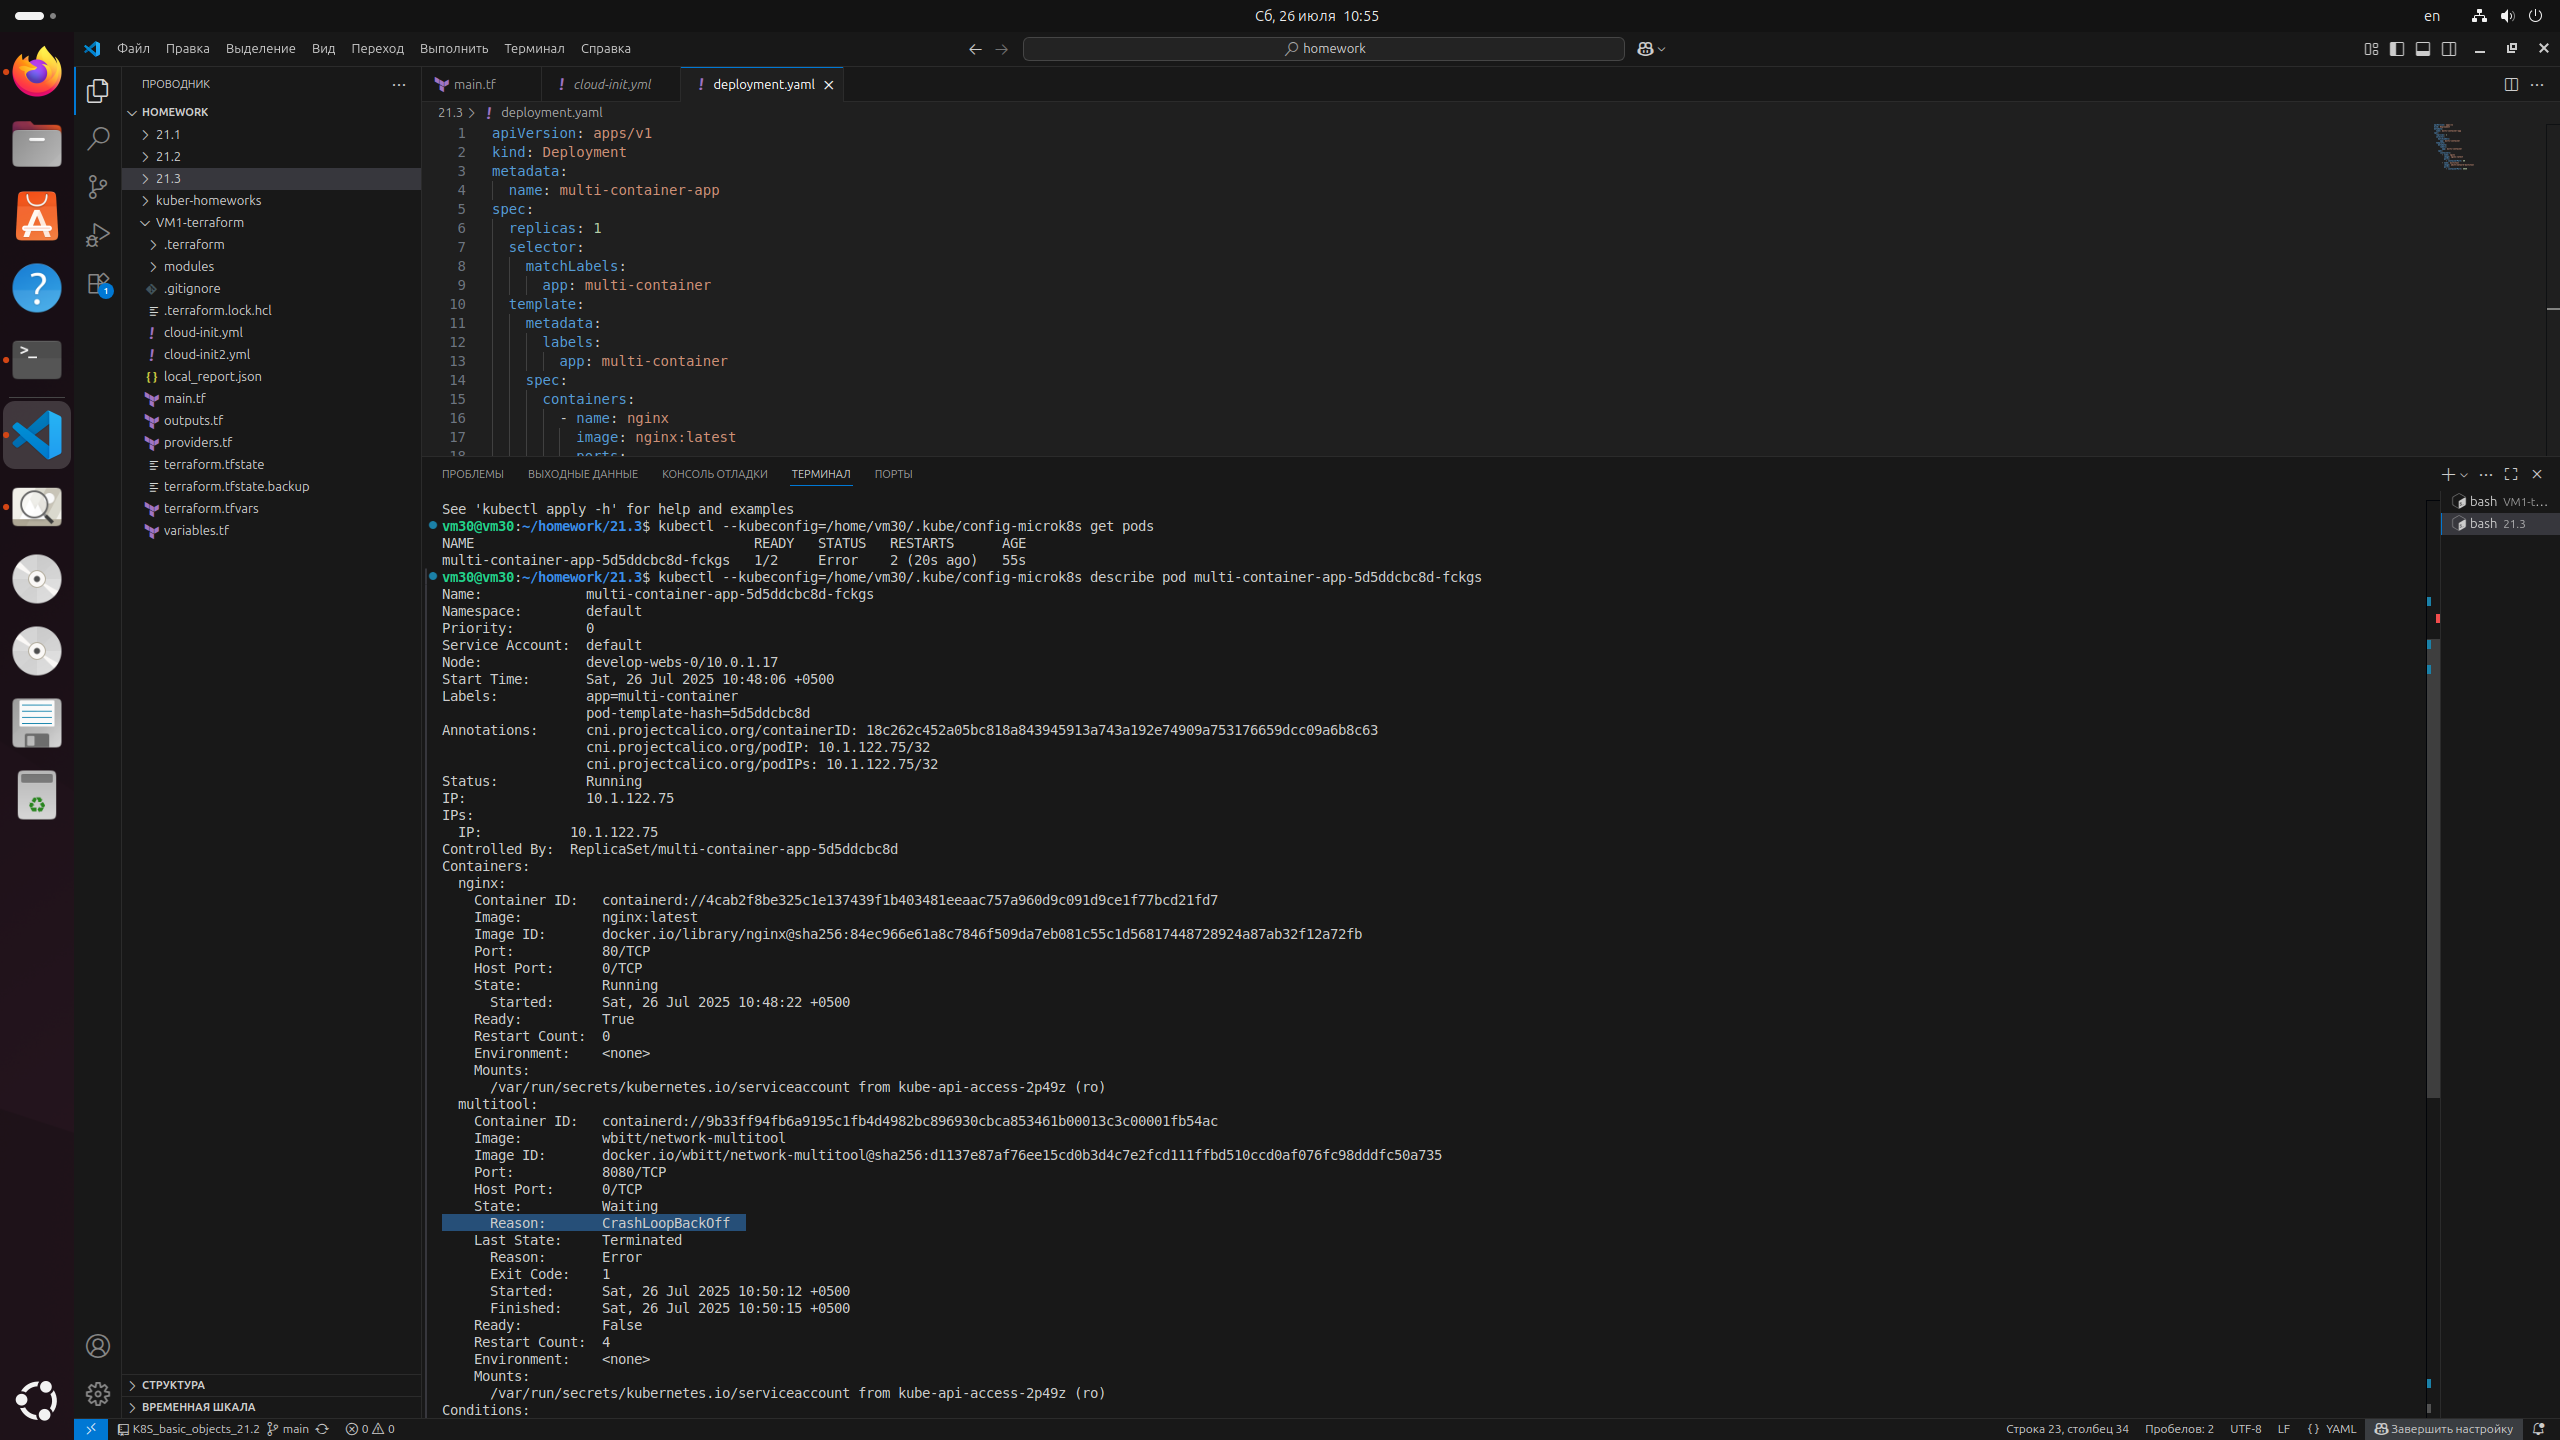 Сб, 26 июля 10:55
en
Файл Правка Выделение Вид Переход Выполнить Терминал Справка
homework
ПРОВОДНИК
HOMEWORK
21.1
21.2
21.3
kuber-homeworks
VM1-terraform
.terraform
modules
.gitignore
.terraform.lock.hcl
cloud-init.yml
cloud-init2.yml
local_report.json
main.tf
outputs.tf
providers.tf
terraform.tfstate
terraform.tfstate.backup
terraform.tfvars
variables.tf
СТРУКТУРА
ВРЕМЕННАЯ ШКАЛА
1
main.tf
cloud-init.yml
deployment.yaml
21.3 > deployment.yaml
1 apiVersion: apps/v1
2 kind: Deployment
3 metadata:
4 name: multi-container-app
5 spec:
6 replicas: 1
7 selector:
8 matchLabels:
9 app: multi-container
10 template:
11 metadata:
12 labels:
13 app: multi-container
14 spec:
15 containers:
16 - name: nginx
17 image: nginx:latest
18 ports:
ПРОБЛЕМЫ ВЫХОДНЫЕ ДАННЫЕ КОНСОЛЬ ОТЛАДКИ ТЕРМИНАЛ ПОРТЫ
bash VM1-t...
bash 21.3
See 'kubectl apply -h' for help and examples
vm30@vm30:~/homework/21.3$ kubectl --kubeconfig=/home/vm30/.kube/config-microk8s get pods
NAME READY STATUS RESTARTS AGE
multi-container-app-5d5ddcbc8d-fckgs 1/2 Error 2 (20s ago) 55s
vm30@vm30:~/homework/21.3$ kubectl --kubeconfig=/home/vm30/.kube/config-microk8s describe pod multi-container-app-5d5ddcbc8d-fckgs
Name: multi-container-app-5d5ddcbc8d-fckgs
Namespace: default
Priority: 0
Service Account: default
Node: develop-webs-0/10.0.1.17
Start Time: Sat, 26 Jul 2025 10:48:06 +0500
Labels: app=multi-container
pod-template-hash=5d5ddcbc8d
Annotations: cni.projectcalico.org/containerID: 18c262c452a05bc818a843945913a743a192e74909a753176659dcc09a6b8c63
cni.projectcalico.org/podIP: 10.1.122.75/32
cni.projectcalico.org/podIPs: 10.1.122.75/32
Status: Running
IP: 10.1.122.75
IPs:
IP: 10.1.122.75
Controlled By: ReplicaSet/multi-container-app-5d5ddcbc8d
Containers:
nginx:
Container ID: containerd://4cab2f8be325c1e137439f1b403481eeaac757a960d9c091d9ce1f77bcd21fd7
Image: nginx:latest
Image ID: docker.io/library/nginx@sha256:84ec966e61a8c7846f509da7eb081c55c1d56817448728924a87ab32f12a72fb
Port: 80/TCP
Host Port: 0/TCP
State: Running
Started: Sat, 26 Jul 2025 10:48:22 +0500
Ready: True
Restart Count: 0
Environment: <none>
Mounts:
/var/run/secrets/kubernetes.io/serviceaccount from kube-api-access-2p49z (ro)
multitool:
Container ID: containerd://9b33ff94fb6a9195c1fb4d4982bc896930cbca853461b00013c3c00001fb54ac
Image: wbitt/network-multitool
Image ID: docker.io/wbitt/network-multitool@sha256:d1137e87af76ee15cd0b3d4c7e2fcd111ffbd510ccd0af076fc98dddfc50a735
Port: 8080/TCP
Host Port: 0/TCP
State: Waiting
Reason: CrashLoopBackOff
Last State: Terminated
Reason: Error
Exit Code: 1
Started: Sat, 26 Jul 2025 10:50:12 +0500
Finished: Sat, 26 Jul 2025 10:50:15 +0500
Ready: False
Restart Count: 4
Environment: <none>
Mounts:
/var/run/secrets/kubernetes.io/serviceaccount from kube-api-access-2p49z (ro)
Conditions:
K8S_basic_objects_21.2 main 0 0
Строка 23, столбец 34 Пробелов: 2 UTF-8 LF {} YAML Завершить настройку